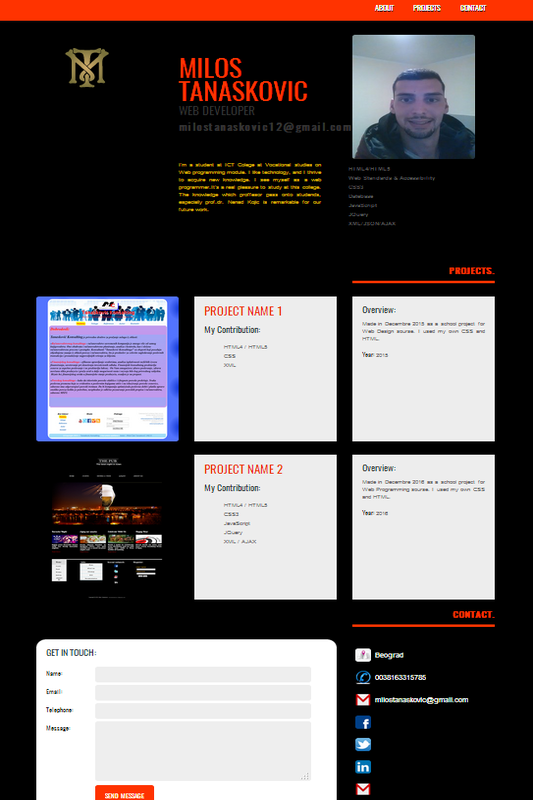 ABOUT PROJECTS CONTACT
MILOS
TANASKOVIC
WEB DEVELOPER
milostanaskovic12@gmail.com
I'm a student at ICT Colege at Vocational studies on
Web programming module. I like technology, and I thrive
to acquire new knowledge. I see myself as a web
programmer.It's a real pleasure to study at this colege.
The knowledge which proffesor pass onto students,
especially prof.dr. Nened Kojic is remarkable for our
future work.
HTML4/HTML5
Web Standards & Accessibility
CSS3
Database
JavaScript
JQuery
XML/JSON/AJAX
PROJECTS.
PROJECT NAME 1
My Contribution:
HTML4 / HTML5
CSS
XML
Overview:
Made in Decembre 2015 as a school project for
Web Design course. I used my own CSS and
HTML.
Year: 2015
THE PUB
PROJECT NAME 2
My Contribution:
HTML4 / HTML5
CSS3
JavaScript
JQuery
XML / AJAX
Overview:
Made in Decembre 2016 as a school project for
Web Programming course. I used my own CSS
and HTML.
Year: 2016
CONTACT.
GET IN TOUCH:
Name:
Email:
Telephone:
Message:
SEND MESSAGE
Beograd
0038163315785
milostanaskovic@gmail.com